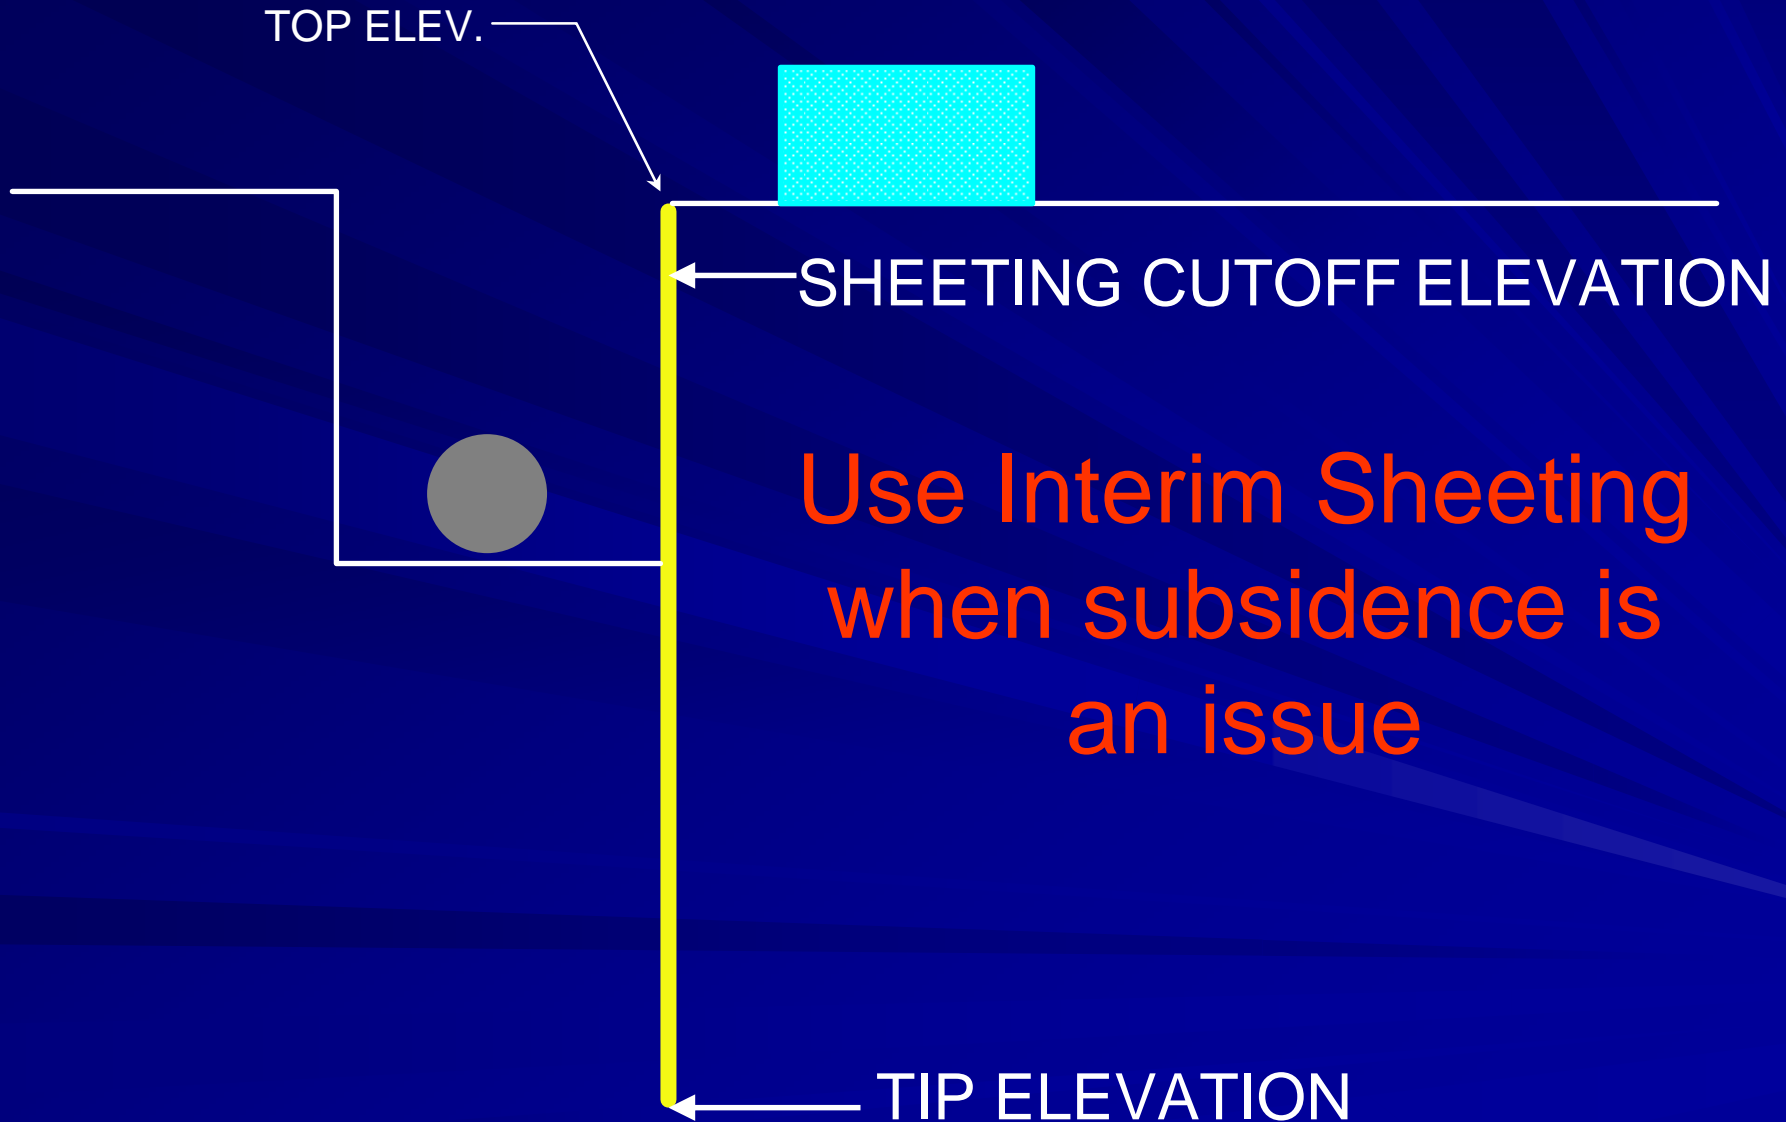 TOP ELEV.
SHEETING CUTOFF ELEVATION
Use Interim Sheeting
when subsidence is
an issue
TIP ELEVATION